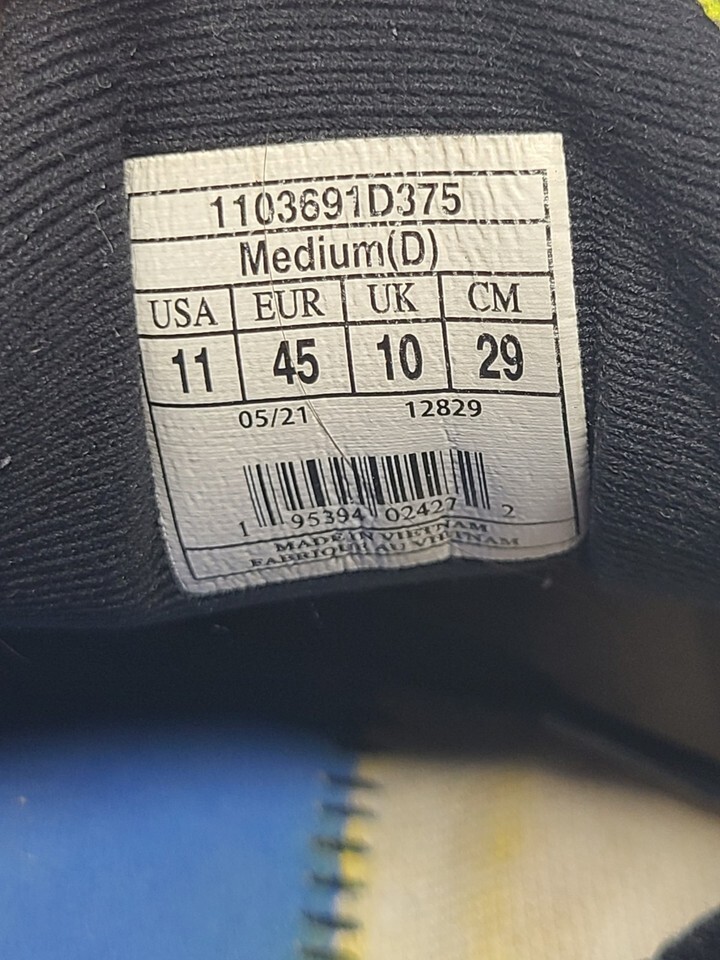 1103691D375
Medium(D)
USA EUR UK CM
11 45 10 29
05/21 12829
1 95394 02427 2
MADE IN VIETNAM
FABRIQUE AU VIETNAM